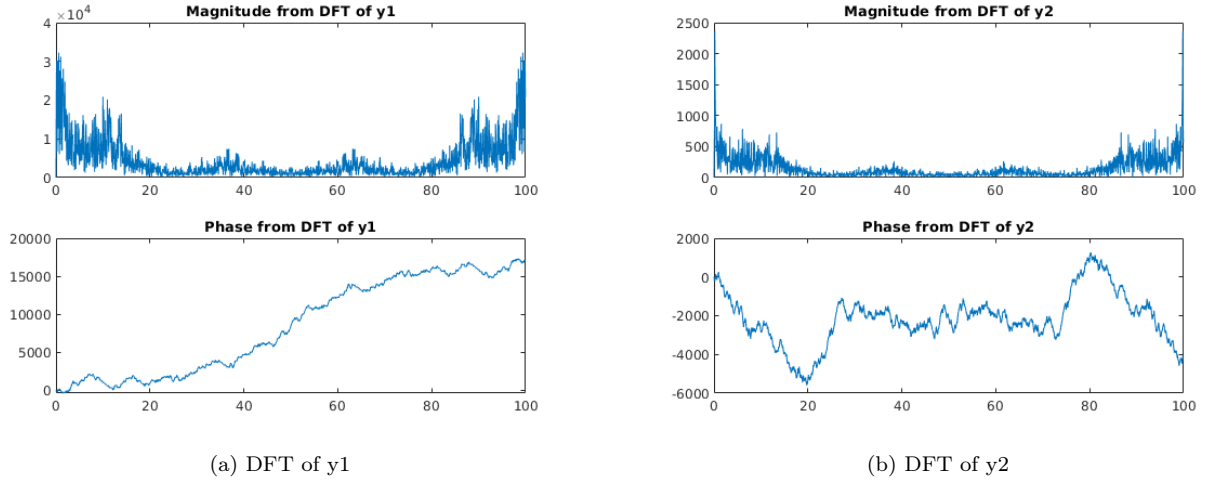 Magnitude from DFT of y1
×10^4
4
3
2
1
0
0 20 40 60 80 100
Phase from DFT of y1
20000
15000
10000
5000
0
0 20 40 60 80 100
(a) DFT of y1
Magnitude from DFT of y2
2500
2000
1500
1000
500
0
0 20 40 60 80 100
Phase from DFT of y2
2000
0
-2000
-4000
-6000
0 20 40 60 80 100
(b) DFT of y2